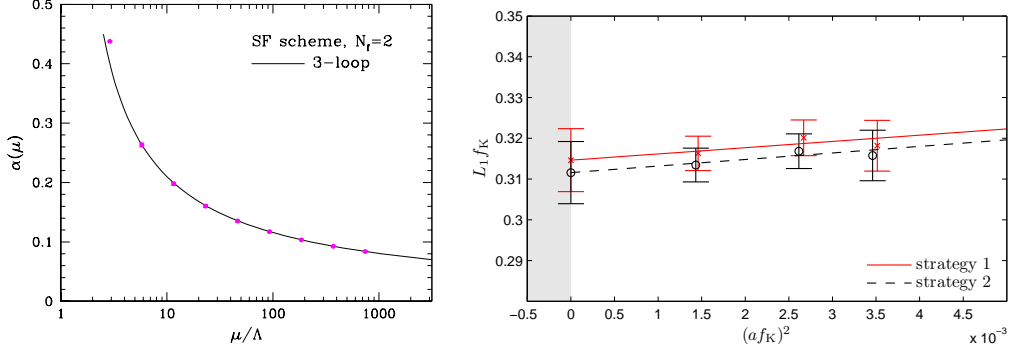 0.5
0.4
0.3
0.2
0.1
0
α(μ)
SF scheme, N_f=2
3-loop
1
10
100
1000
μ/Λ
0.35
0.34
0.33
0.32
0.31
0.3
0.29
L₁f_K
strategy 1
strategy 2
−0.5 0 0.5 1 1.5 2 2.5 3 3.5 4 4.5
(af_K)²
x 10⁻³